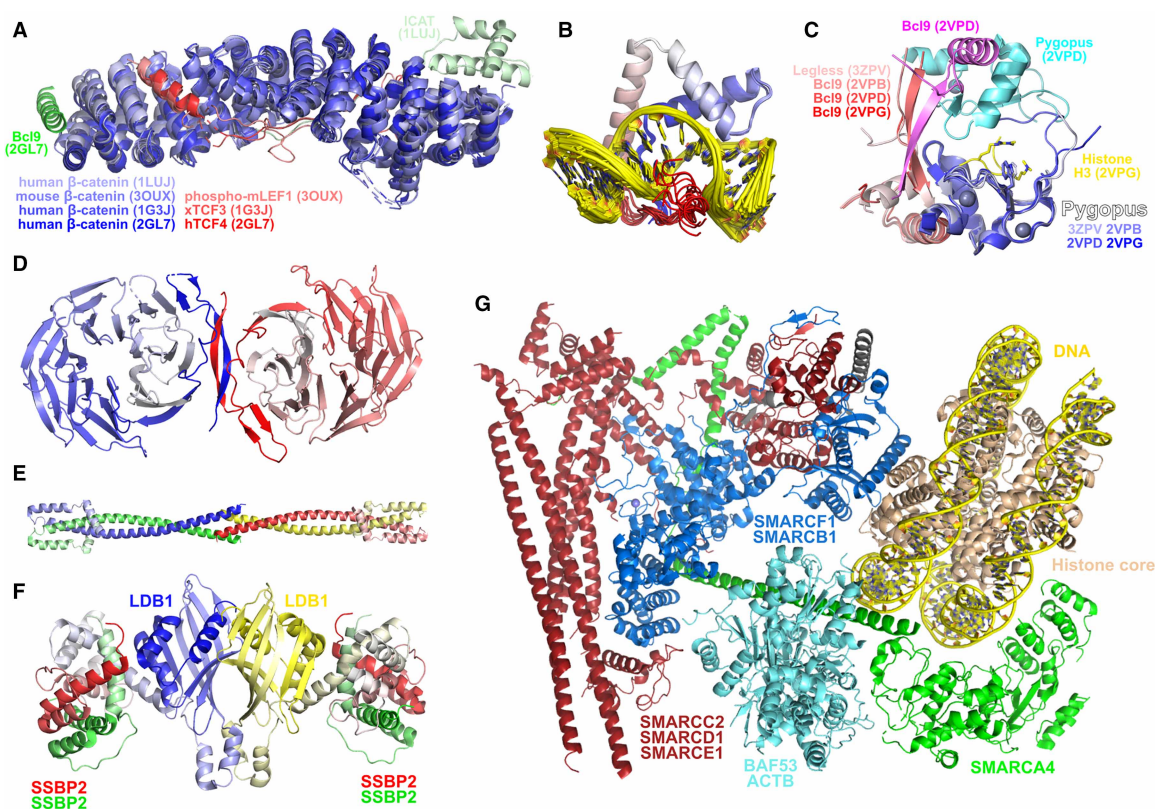 A
ICAT
(1LUJ)
Bcl9
(2GL7)
human β-catenin (1LUJ)
mouse β-catenin (3OUX)
human β-catenin (1G3J)
human β-catenin (2GL7)
phospho-mLEF1 (3OUX)
xTCF3 (1G3J)
hTCF4 (2GL7)
B
C
Bcl9 (2VPD)
Pygopus
(2VPD)
Legless (3ZPV)
Bcl9 (2VPB)
Bcl9 (2VPD)
Bcl9 (2VPG)
Histone
H3 (2VPG)
Pygopus
3ZPV 2VPB
2VPD 2VPG
D
E
F
LDB1
LDB1
SSBP2
SSBP2
SSBP2
SSBP2
G
DNA
SMARCF1
SMARCB1
Histone core
SMARCC2
SMARCD1
SMARCE1
BAF53
ACTB
SMARCA4